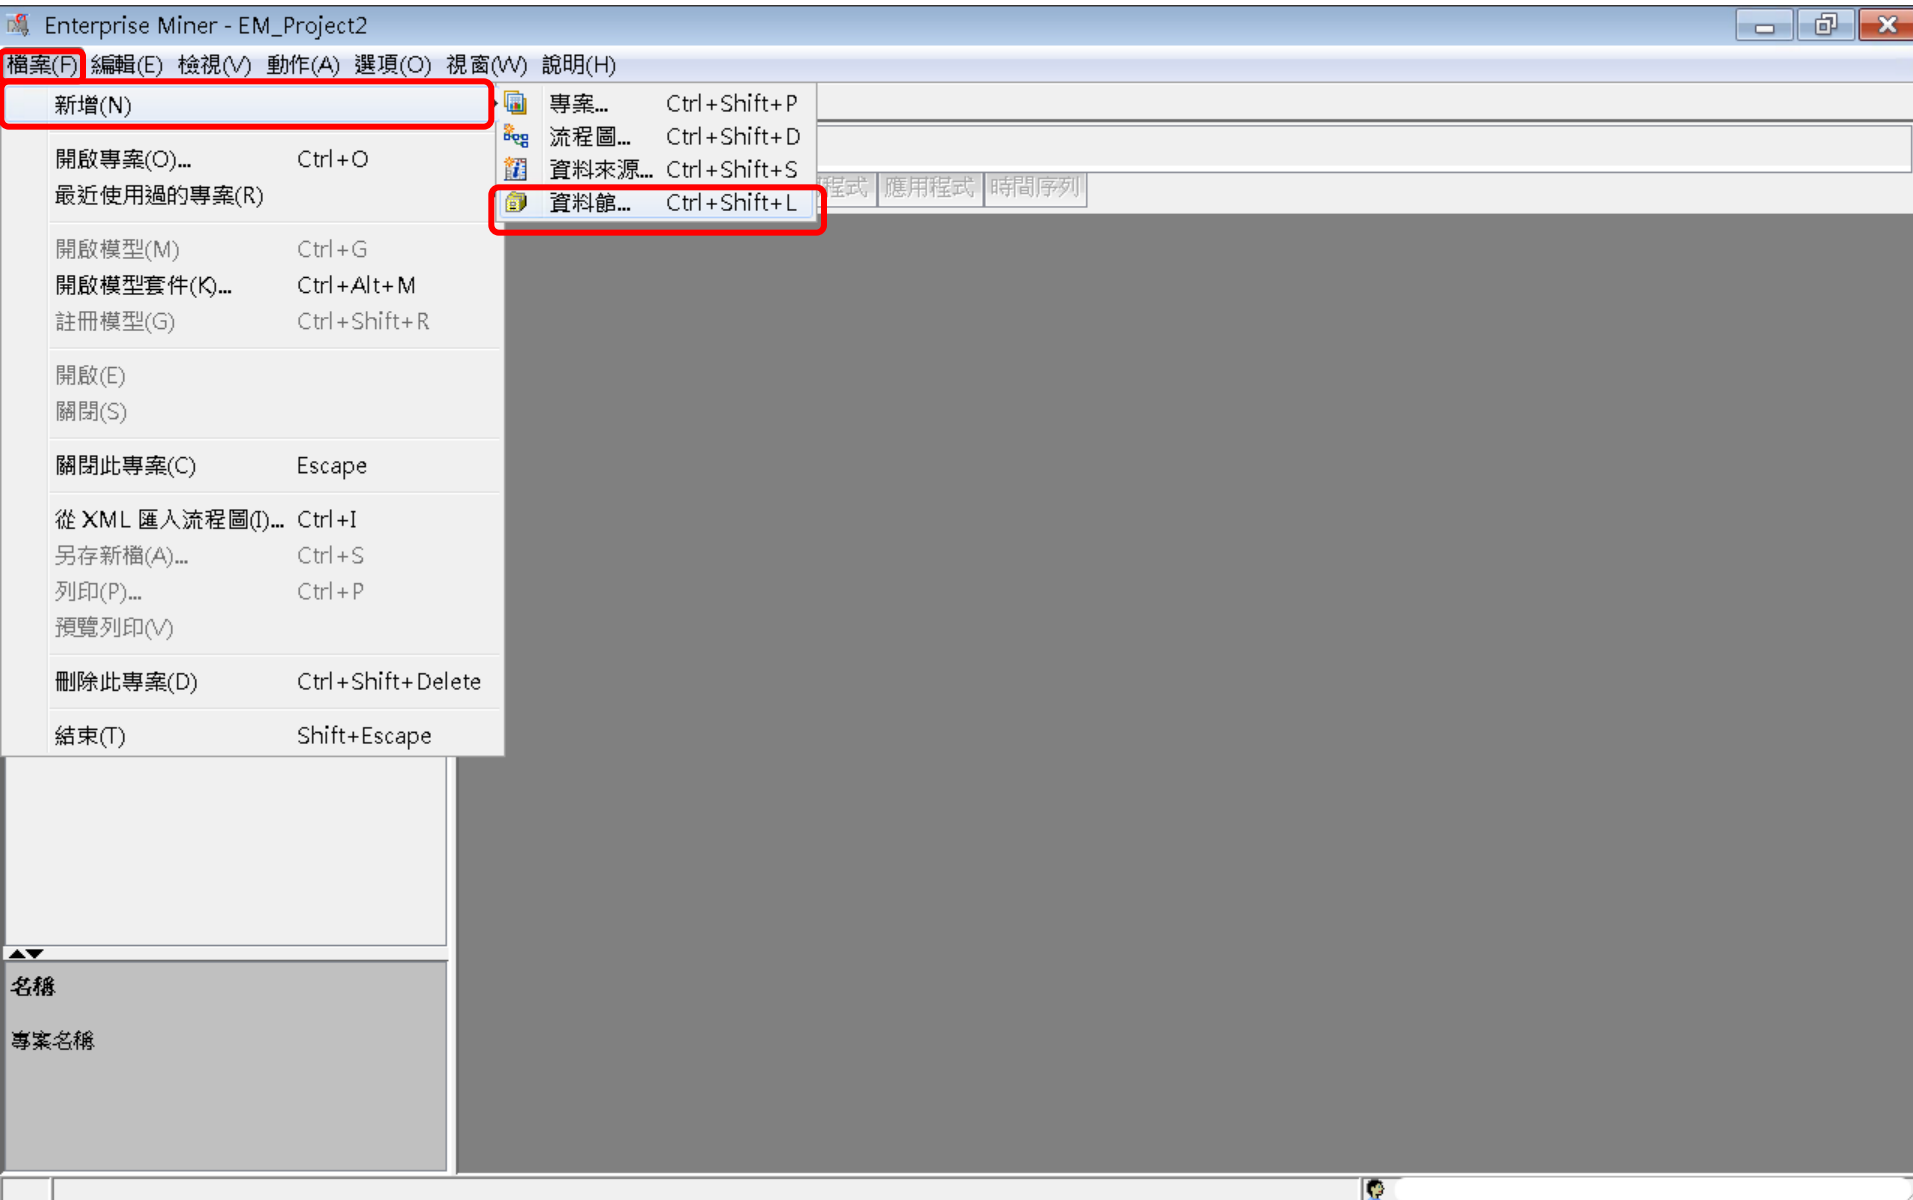 Enterprise Miner - EM_Project2
檔案(F) 編輯(E) 檢視(V) 動作(A) 選項(O) 視窗(W) 說明(H)
新增(N)
專案... Ctrl+Shift+P
流程圖... Ctrl+Shift+D
資料來源... Ctrl+Shift+S
資料館... Ctrl+Shift+L
程式 應用程式 時間序列
開啟專案(O)... Ctrl+O
最近使用過的專案(R)
開啟模型(M) Ctrl+G
開啟模型套件(K)... Ctrl+Alt+M
註冊模型(G) Ctrl+Shift+R
開啟(E)
關閉(S)
關閉此專案(C) Escape
從 XML 匯入流程圖(I)... Ctrl+I
另存新檔(A)... Ctrl+S
列印(P)... Ctrl+P
預覽列印(V)
刪除此專案(D) Ctrl+Shift+Delete
結束(T) Shift+Escape
名稱
專案名稱